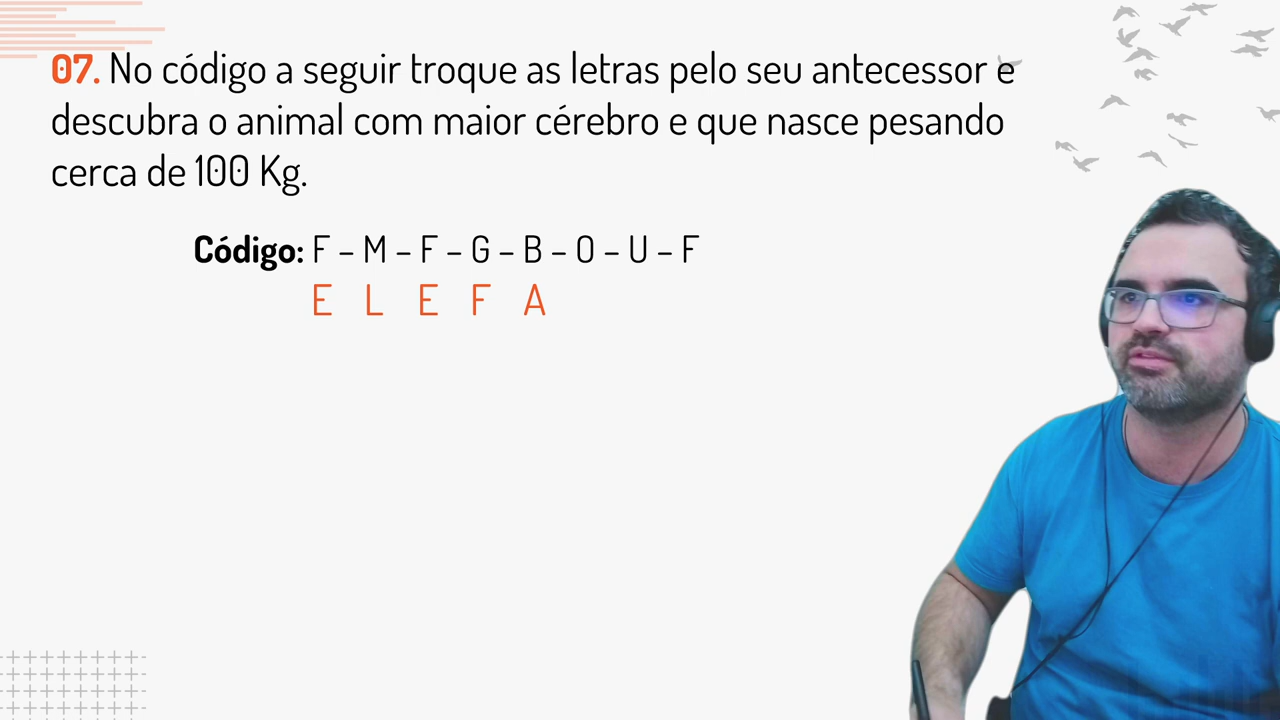 07. No código a seguir troque as letras pelo seu antecessor e
descubra o animal com maior cérebro e que nasce pesando
cerca de 100 Kg.
Código: F – M – F – G – B – O – U – F
E L E F A